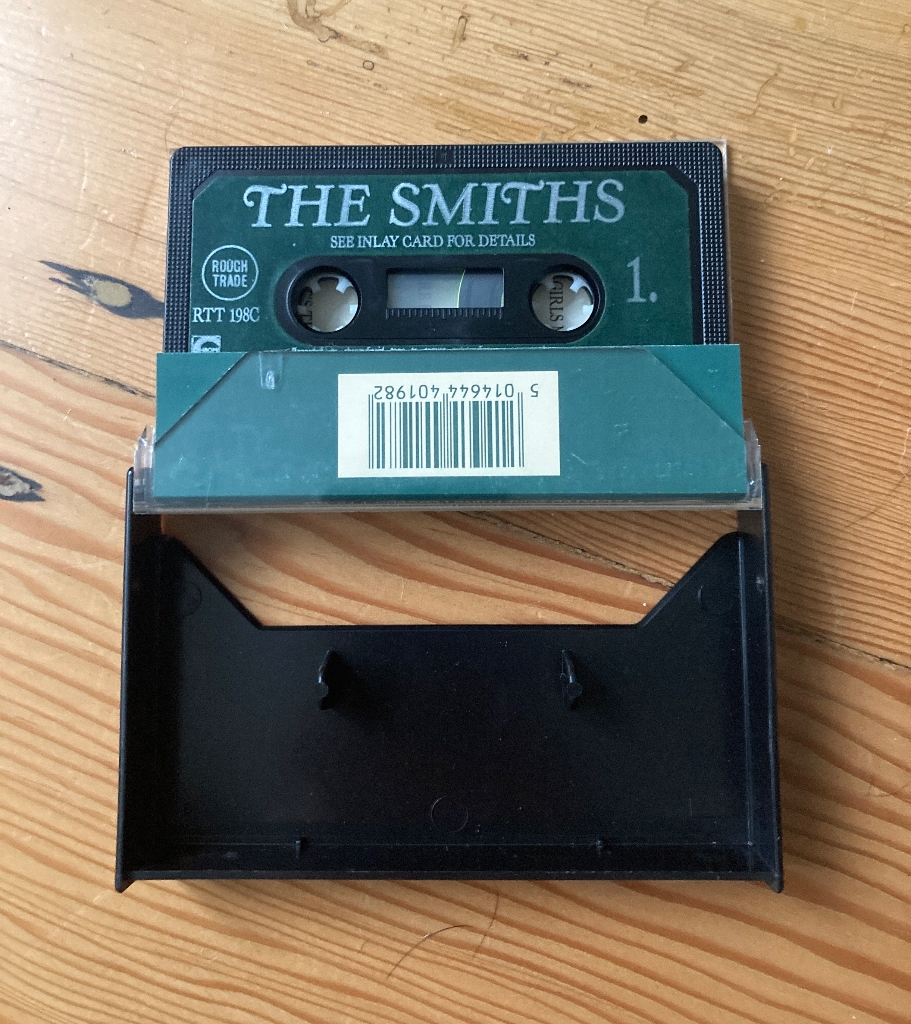 THE SMITHS
SEE INLAY CARD FOR DETAILS
ROUGH
TRADE
1.
RTT 198C
5 014644 401982